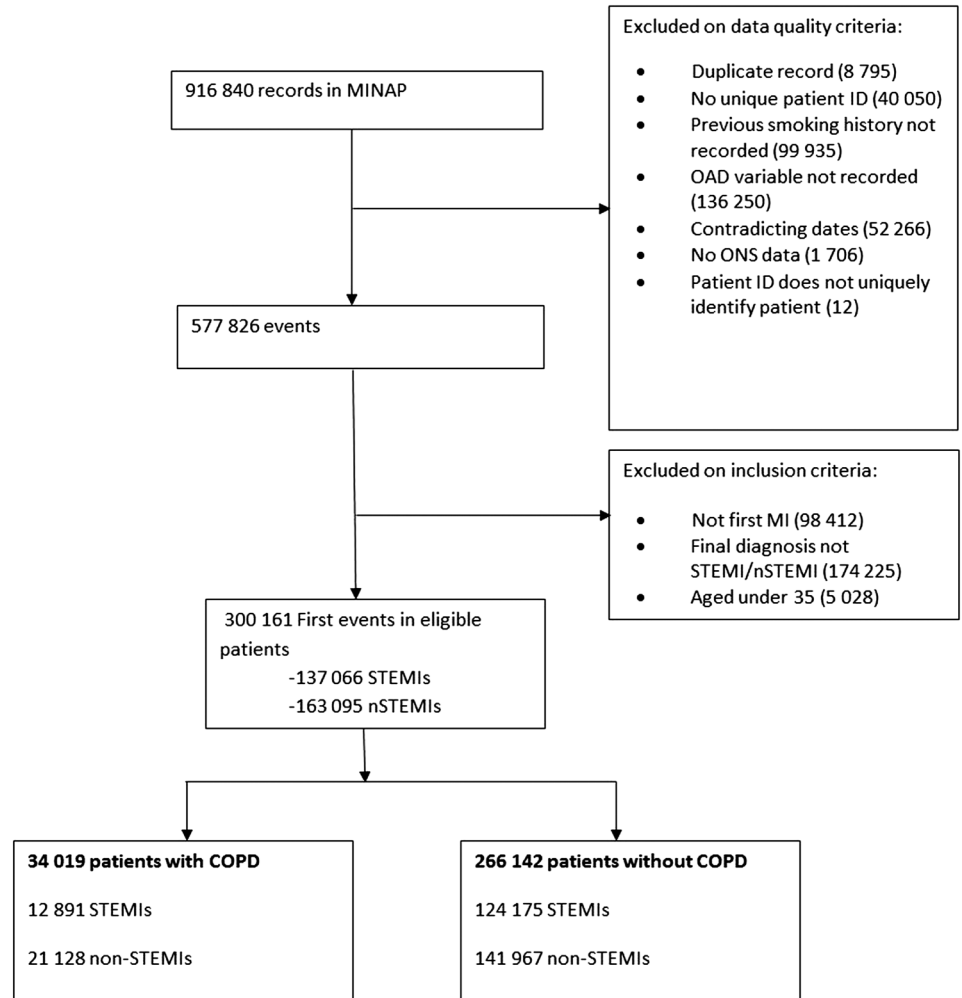 916 840 records in MINAP
Excluded on data quality criteria:
• Duplicate record (8 795)
• No unique patient ID (40 050)
• Previous smoking history not
recorded (99 935)
• OAD variable not recorded
(136 250)
• Contradicting dates (52 266)
• No ONS data (1 706)
• Patient ID does not uniquely
identify patient (12)
577 826 events
Excluded on inclusion criteria:
• Not first MI (98 412)
• Final diagnosis not
STEMI/nSTEMI (174 225)
• Aged under 35 (5 028)
300 161 First events in eligible
patients
-137 066 STEMIs
-163 095 nSTEMIs
34 019 patients with COPD
12 891 STEMIs
21 128 non-STEMIs
266 142 patients without COPD
124 175 STEMIs
141 967 non-STEMIs